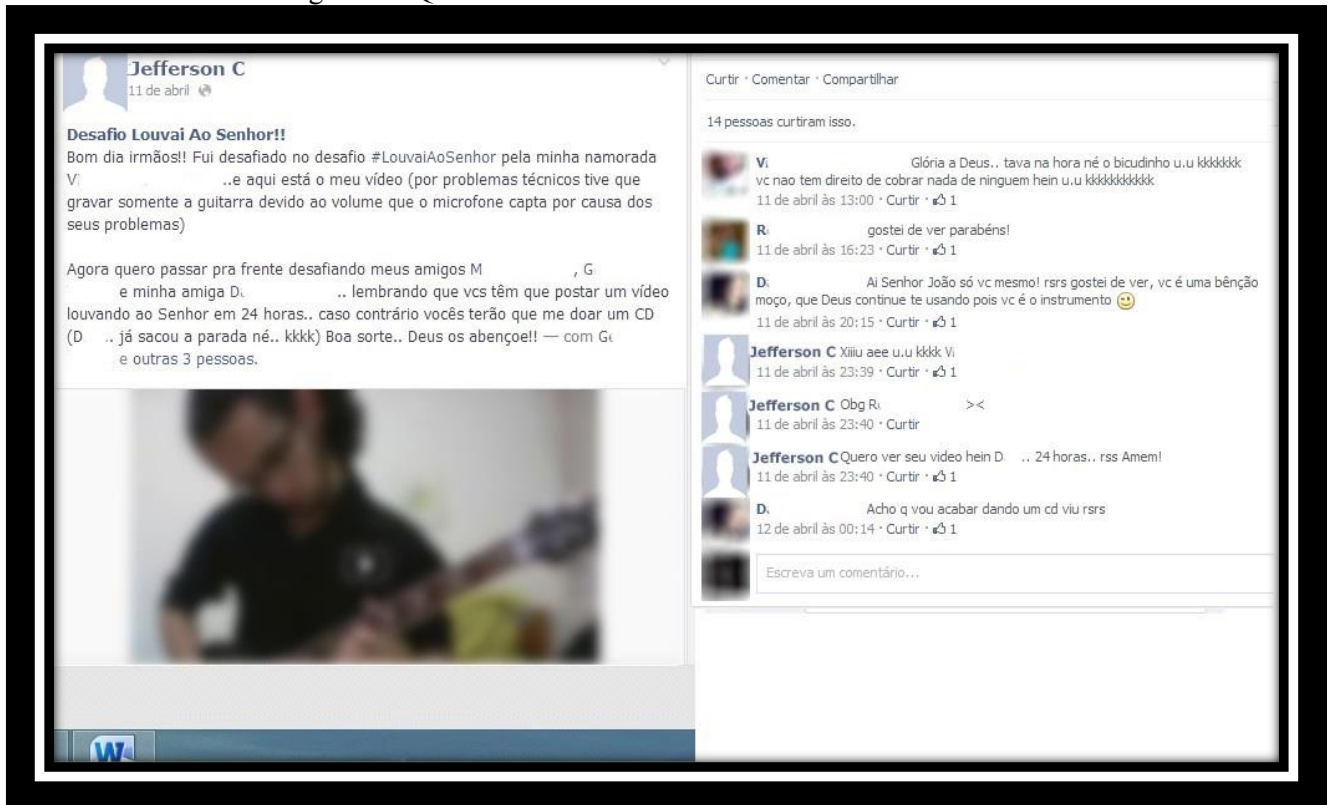 Jefferson C
11 de abril
Desafio Louvai Ao Senhor!!
Bom dia irmãos!! Fui desafiado no desafio #LouvaiAoSenhor pela minha namorada
V ..e aqui está o meu vídeo (por problemas técnicos tive que
gravar somente a guitarra devido ao volume que o microfone capta por causa dos
seus problemas)
Agora quero passar pra frente desafiando meus amigos M , G
e minha amiga D .. lembrando que vcs têm que postar um vídeo
louvando ao Senhor em 24 horas.. caso contrário vocês terão que me doar um CD
(D .. já sacou a parada né.. kkkk) Boa sorte.. Deus os abençoe!! — com G
e outras 3 pessoas.
Curtir · Comentar · Compartilhar
14 pessoas curtiram isso.
Vi Glória a Deus.. tava na hora né o bicudinho u.u kkkkkkk
vc nao tem direito de cobrar nada de ninguem hein u.u kkkkkkkkkkk
11 de abril às 13:00 · Curtir · 1
R gostei de ver parabéns!
11 de abril às 16:23 · Curtir · 1
D Ai Senhor João só vc mesmo! rsrs gostei de ver, vc é uma bênção
moço, que Deus continue te usando pois vc é o instrumento
11 de abril às 20:15 · Curtir · 1
Jefferson C Xiiiu aee u.u kkkk Vi
11 de abril às 23:39 · Curtir · 1
Jefferson C Obg R ><
11 de abril às 23:40 · Curtir
Jefferson C Quero ver seu video hein D .. 24 horas.. rss Amem!
11 de abril às 23:40 · Curtir · 1
D Acho q vou acabar dando um cd viu rsrs
12 de abril às 00:14 · Curtir · 1
Escreva um comentário...
W